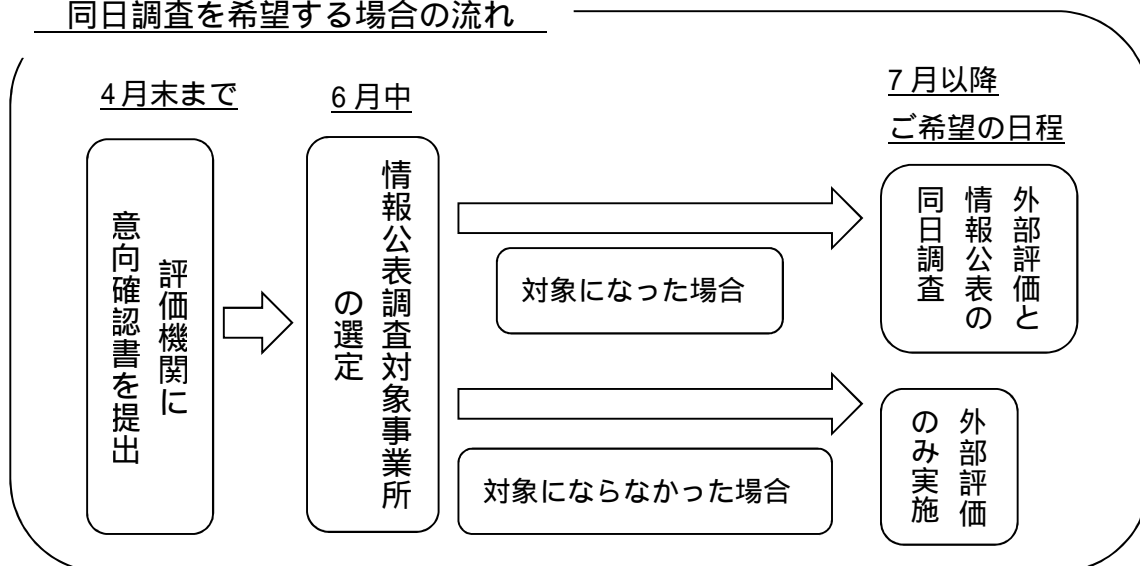 同日調査を希望する場合の流れ
4月末まで
評価機関に
意向確認書を提出
6月中
情報公表調査対象事業所
の選定
対象になった場合
対象にならなかった場合
7月以降
ご希望の日程
外部評価と
情報公表の
同日調査
外部評価
のみ実施